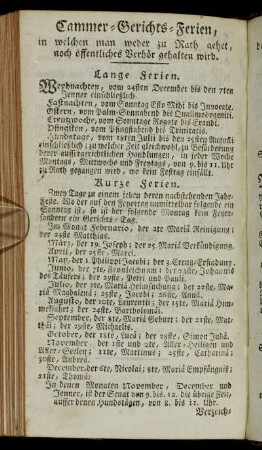 Cammer-Gerichts-Ferien,
in welchen man weder zu Rath gehet,
noch öffentliches Verhör gehalten wird.
Lange Ferien.
Weyhnachten, vom 24sten December bis den 7ten
Jenner einschließlich.
Faßnachten, vom Sonntag Esto Mihi bis Invocete.
Ostern, vom Palm-Sonnabend bis Quasimodogeniti.
Creutzwoche, vom Sonntage Rogate bis Exaudi.
Pfingsten, vom Pfingstabend bis Trinitatis.
Hundstage, vom Julii bis den 25sten Augusti
einschließlich; zu welcher Zeit gleichwohl, zu Beförderung
derer aussergerichtlichen Handlungen, in jeder Woche
Montags, Mittwochs und Freytags, von 9. bis 11. Uhr
zu Rath gegangen wird, wo kein Festtag einfällt.
Kurze Ferien.
Zwey Tage zu einem jeden deren nachstehenden Jahr-
Feste. Wo der auf den Feyertag unmittelbar folgende ein
Sonntag ist, so ist der folgende Montag kein Feyer-
sondern ein Gerichts-Tag.
Im Monat Februario, der 2te Mariä Reinigung;
der 24ste Matthias.
März, der 19. Joseph; der 25. Mariä Verkündigung.
April, der 25ste, Marci.
May, der 1. Philippi Jacobi; der 3. Creutz-Erfindung.
Junio, der 7te, Fronleichnam; der 24ste, Johannis
des Täufers; der 29ste, Petri und Pauli.
Julio, der 2te, Mariä Heimsuchung; der 22ste, Ma-
riä Magdalenä; der 25ste, Jacobi; 26ste, Annä.
Augusto, der 10te, Laurentii; der 15te, Mariä Him-
melfahrt; der 24ste, Bartholomäi.
September, der 8te, Mariä Geburt; der 21ste, Mat-
thäi; der 29ste, Michaelis.
October, der 18te, Lucä; der 28ste, Simon Judä.
November, der 1ste und 2te, Aller-Heiligen und
Aller-Seelen; 11te, Martinus; 25ste, Catharinä;
30ste, Andreä.
December, der 6te, Nicolai; 8te, Mariä Empfängniß;
21ste, Thomä.
In denen Monaten November, December und
Jenner, ist der Senat von 9. bis 12. die übrige Zeit,
ausser denen Hundstägen, von 8. bis 11. Uhr.
Verzeich-